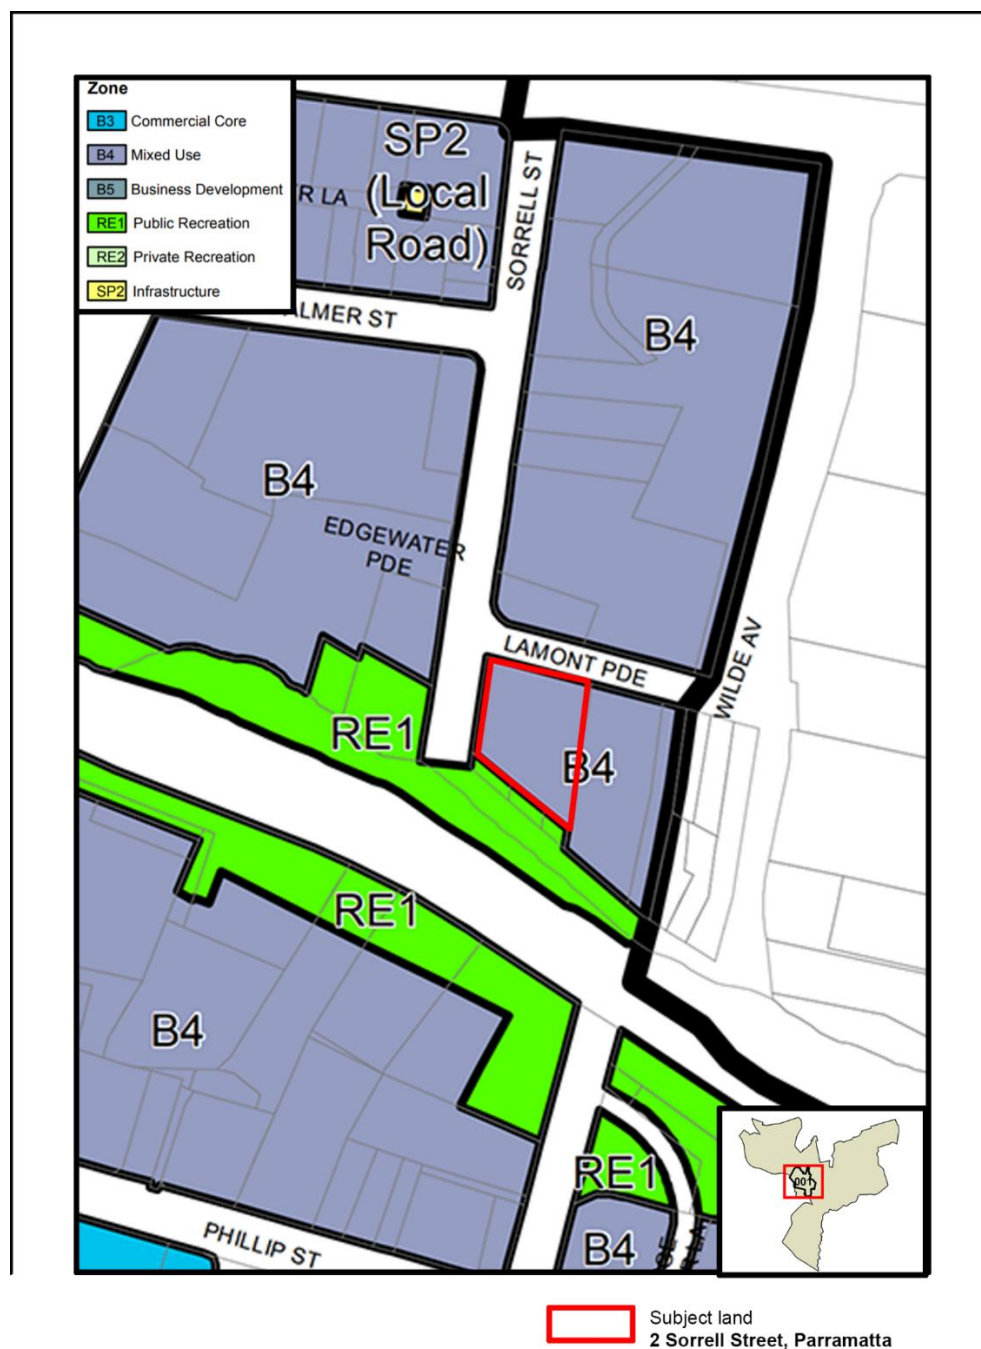 Zone
B3 Commercial Core
B4 Mixed Use
B5 Business Development
RE1 Public Recreation
RE2 Private Recreation
SP2 Infrastructure
R LA
SP2
(Local
Road)
SORRELL ST
ALMER ST
B4
B4
EDGEWATER
PDE
LAMONT PDE
WILDE AV
RE1
B4
RE1
B4
RE1
B4
PHILLIP ST
001
Subject land
2 Sorrell Street, Parramatta